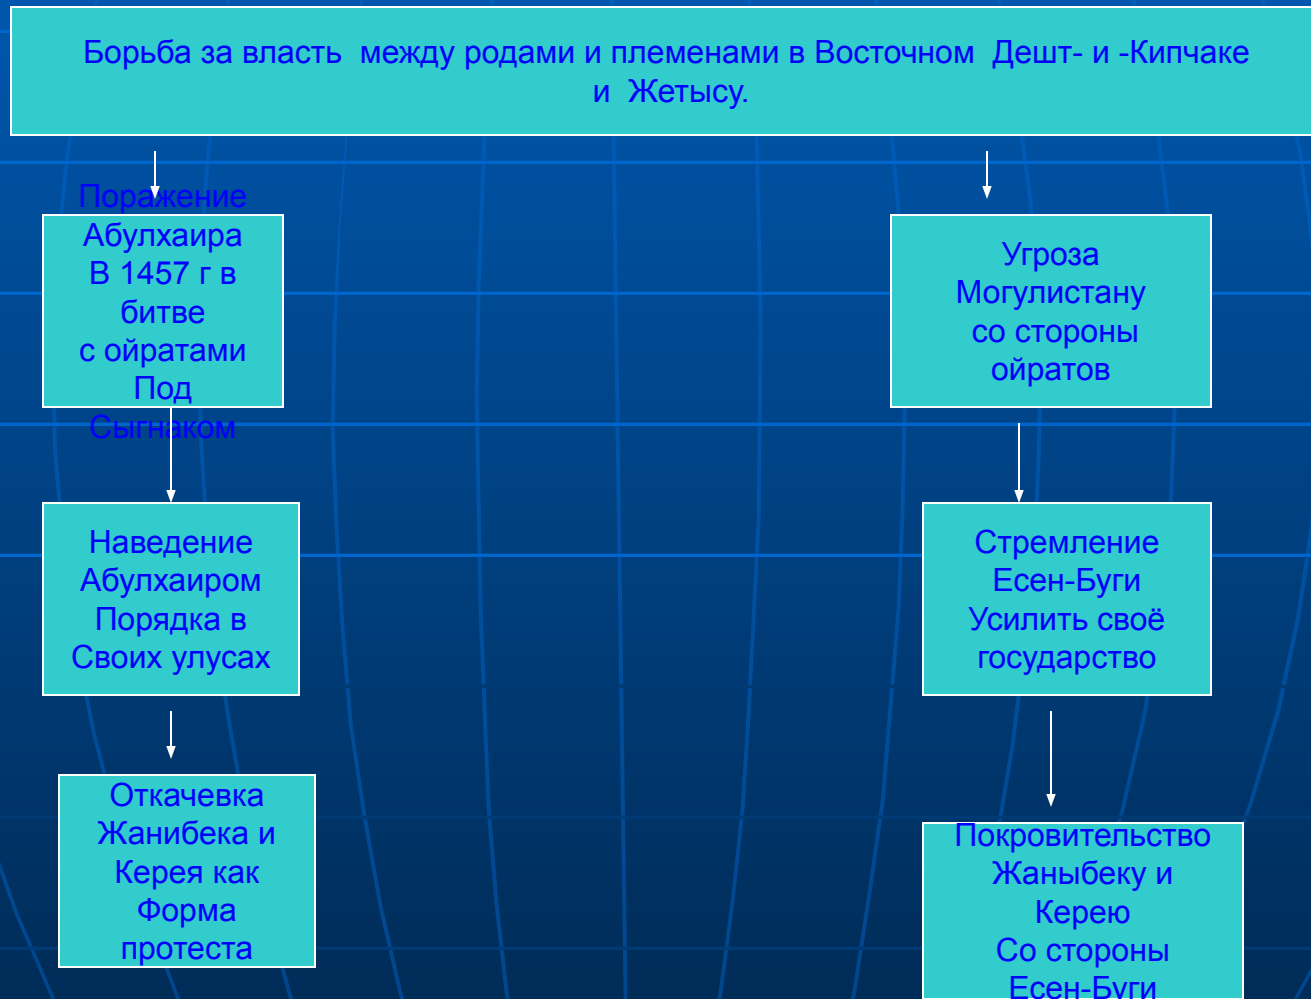 Борьба за власть между родами и племенами в Восточном Дешт- и -Кипчаке
и Жетысу.
Поражение
Абулхаира
В 1457 г в
битве
с ойратами
Под
Сыгнаком
Угроза
Могулистану
со стороны
ойратов
Наведение
Абулхаиром
Порядка в
Своих улусах
Стремление
Есен-Буги
Усилить своё
государство
Откачевка
Жанибека и
Керея как
Форма
протеста
Покровительство
Жаныбеку и
Керею
Со стороны
Есен-Буги